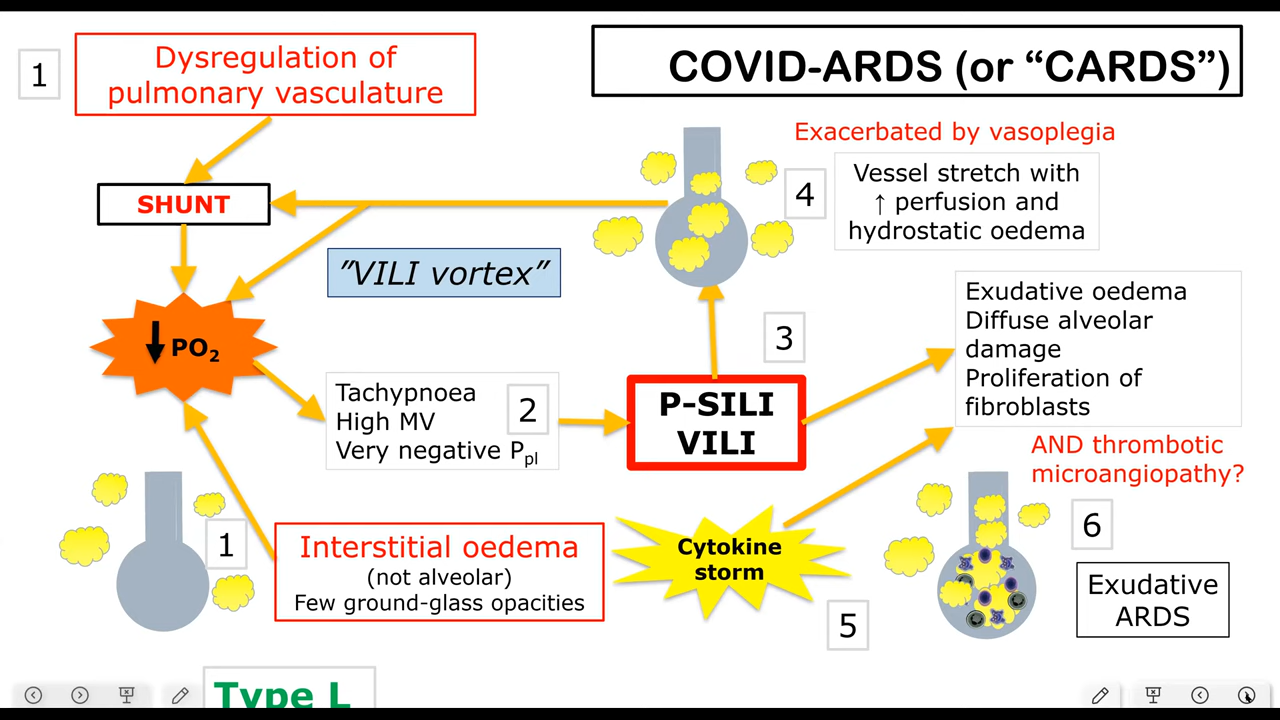 1
Dysregulation of
pulmonary vasculature
COVID-ARDS (or “CARDS”)
Exacerbated by vasoplegia
4
Vessel stretch with
↑ perfusion and
hydrostatic oedema
SHUNT
”VILI vortex”
Exudative oedema
Diffuse alveolar
damage
Proliferation of
fibroblasts
3
PO2
Tachypnoea
High MV
Very negative Ppl
2
P-SILI
VILI
AND thrombotic
microangiopathy?
1
Interstitial oedema
(not alveolar)
Few ground-glass opacities
Cytokine
storm
5
6
Exudative
ARDS
Type L